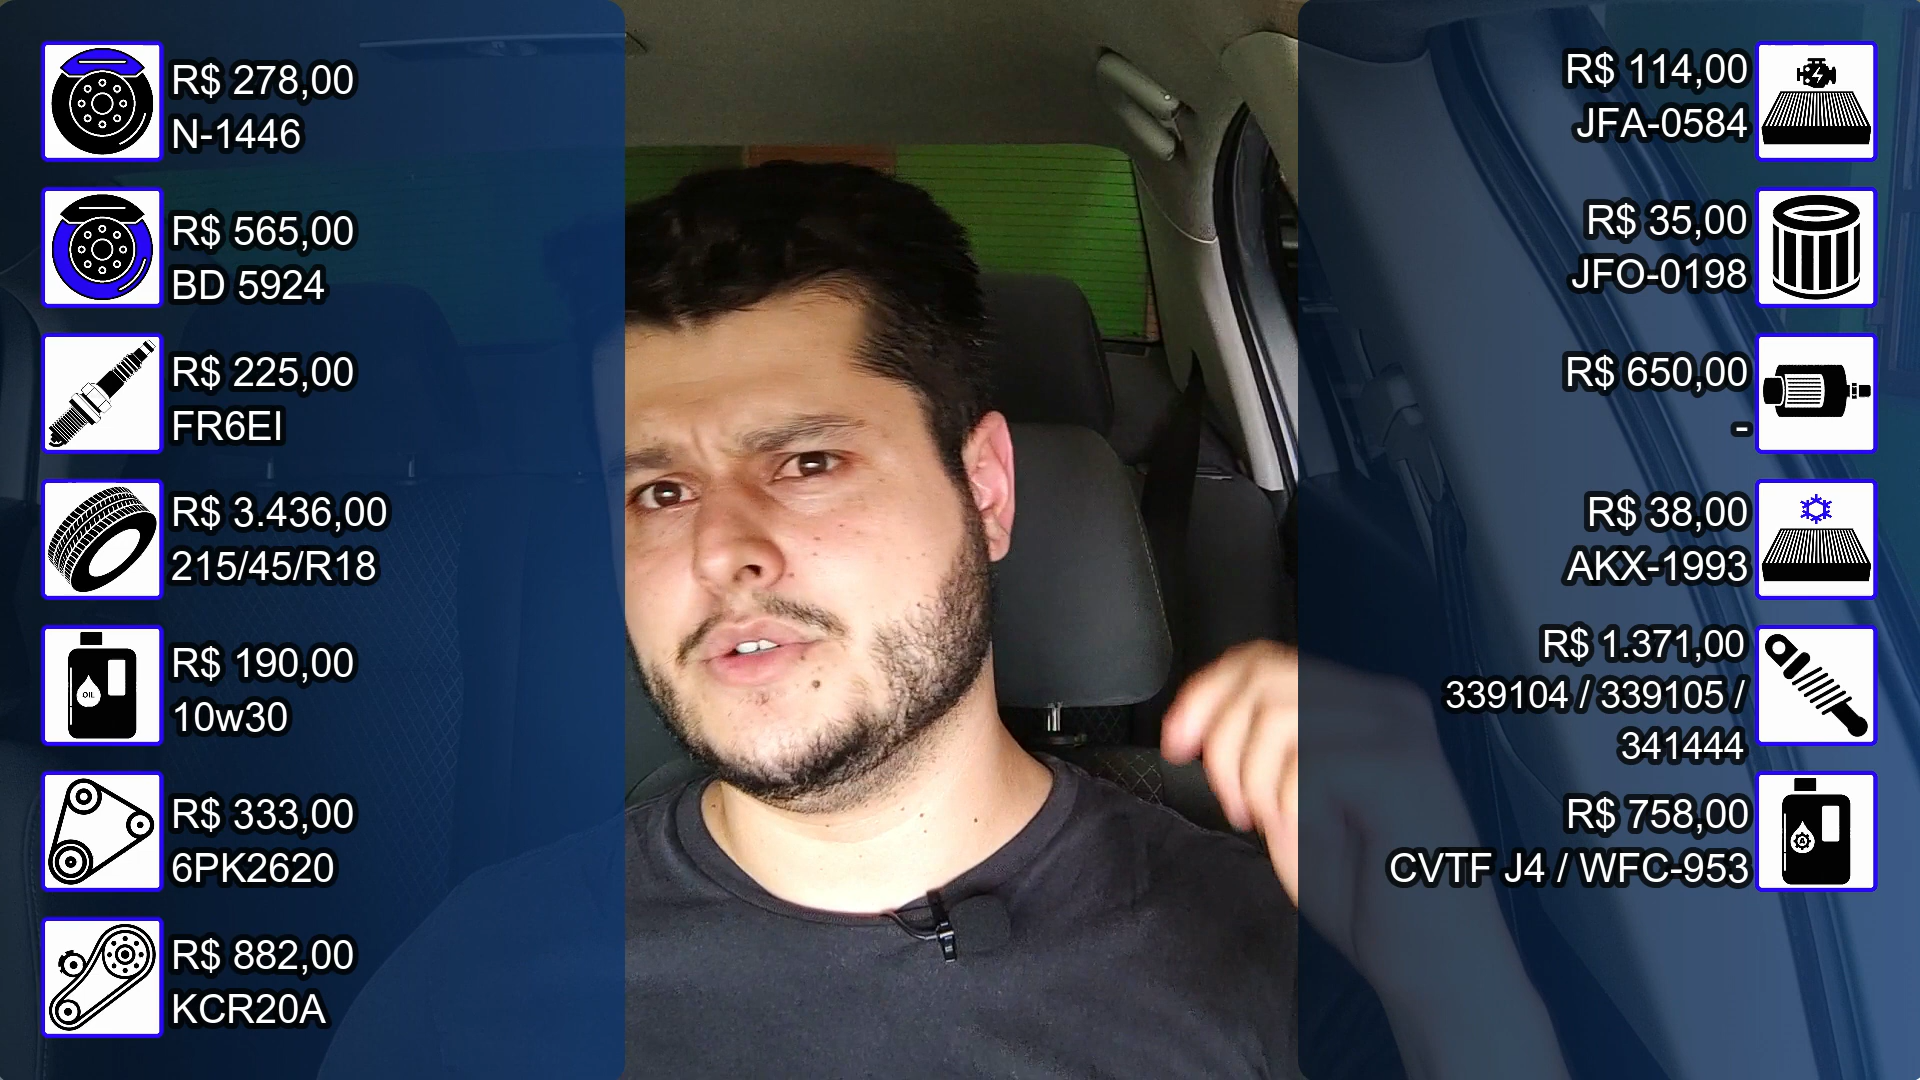 R$ 278,00
N-1446
R$ 565,00
BD 5924
R$ 225,00
FR6EI
R$ 3.436,00
215/45/R18
OIL
R$ 190,00
10w30
R$ 333,00
6PK2620
R$ 882,00
KCR20A
R$ 114,00
JFA-0584
R$ 35,00
JFO-0198
R$ 650,00
-
R$ 38,00
AKX-1993
R$ 1.371,00
339104 / 339105 /
341444
R$ 758,00
CVTF J4 / WFC-953